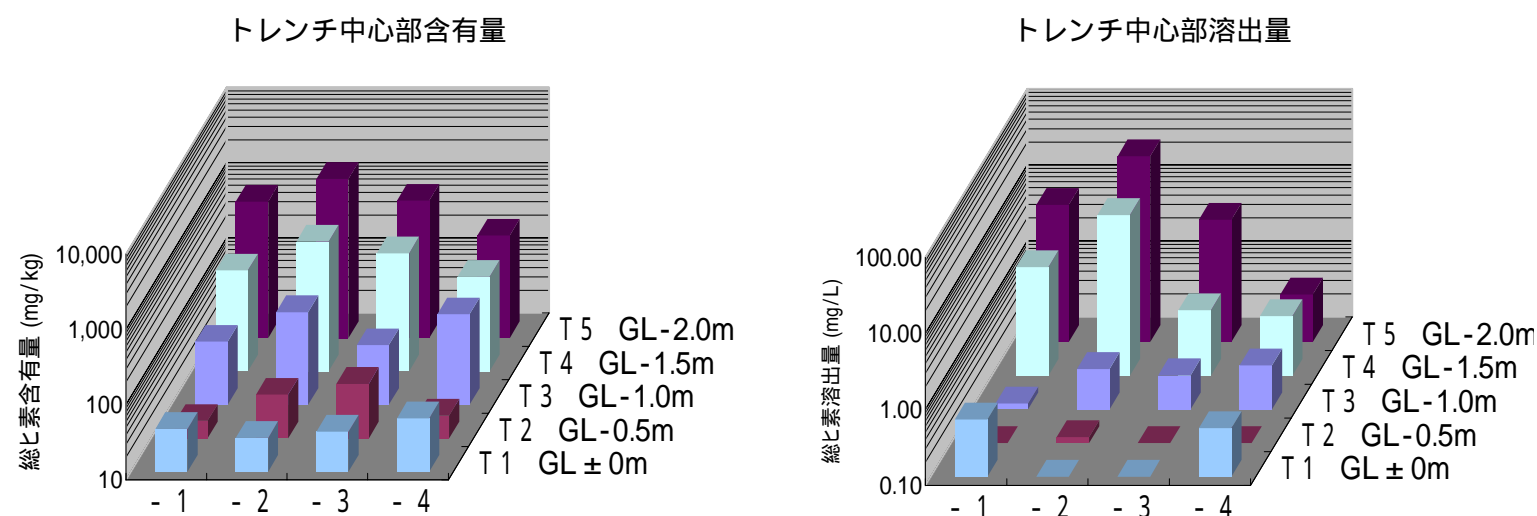 トレンチ中心部含有量
総ヒ素含有量 (mg/kg)
10,000
1,000
100
10
- 1
- 2
- 3
- 4
T5 GL-2.0m
T4 GL-1.5m
T3 GL-1.0m
T2 GL-0.5m
T1 GL±0m
トレンチ中心部溶出量
総ヒ素溶出量 (mg/L)
100.00
10.00
1.00
0.10
- 1
- 2
- 3
- 4
T5 GL-2.0m
T4 GL-1.5m
T3 GL-1.0m
T2 GL-0.5m
T1 GL±0m